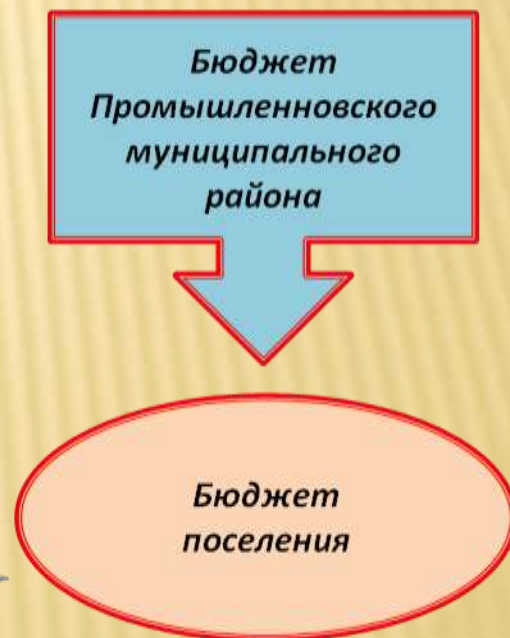 Бюджет
Промышленновского
муниципального
района
Бюджет
поселения